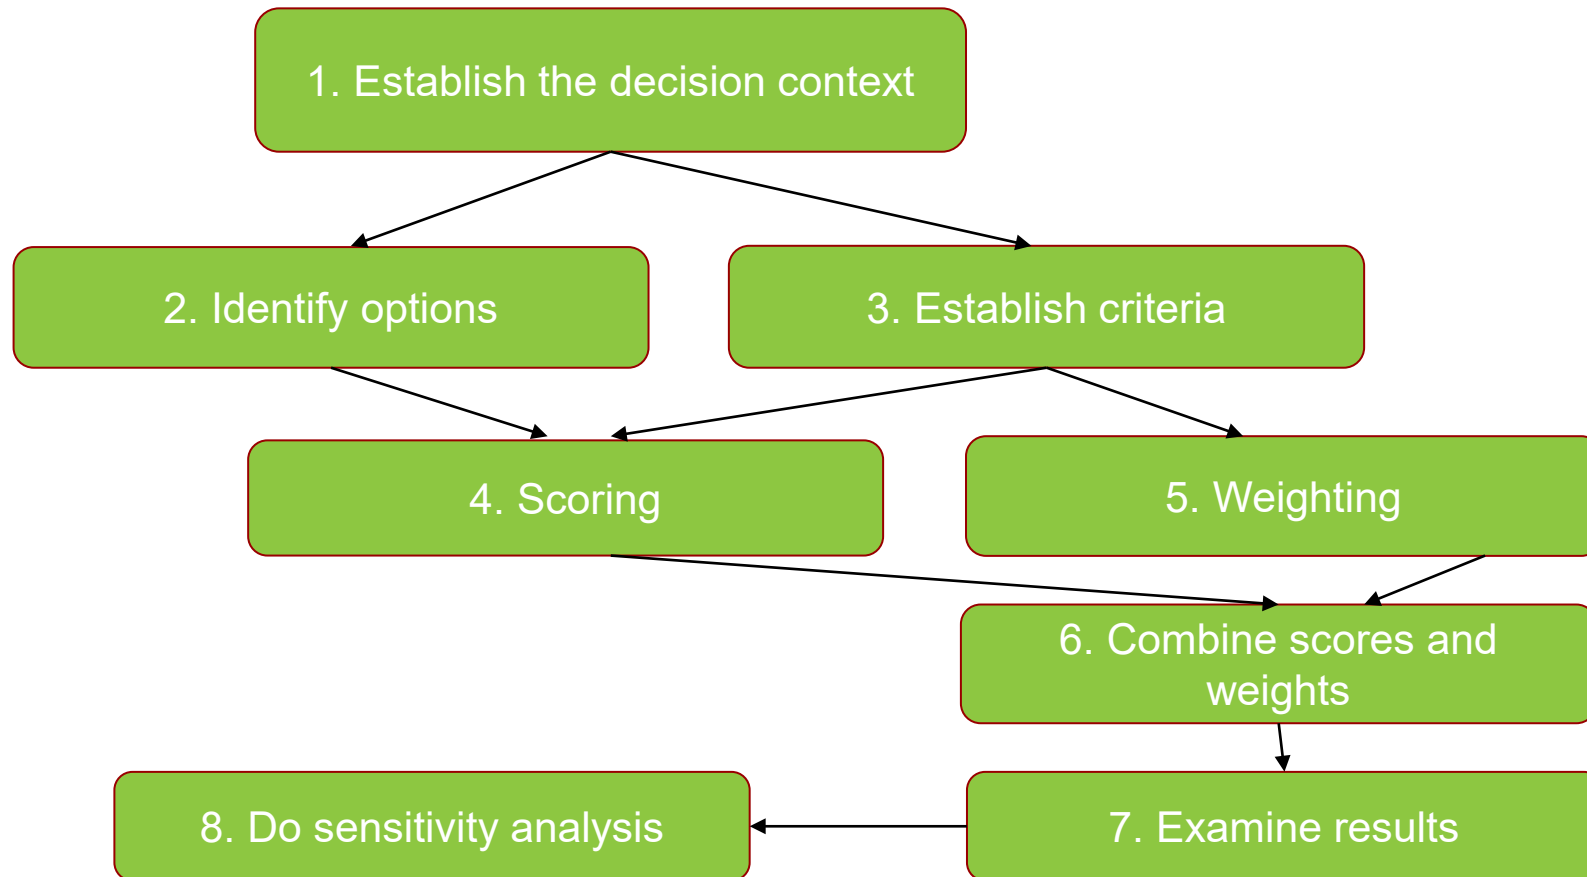 1. Establish the decision context
2. Identify options
3. Establish criteria
4. Scoring
5. Weighting
6. Combine scores and
weights
8. Do sensitivity analysis
7. Examine results